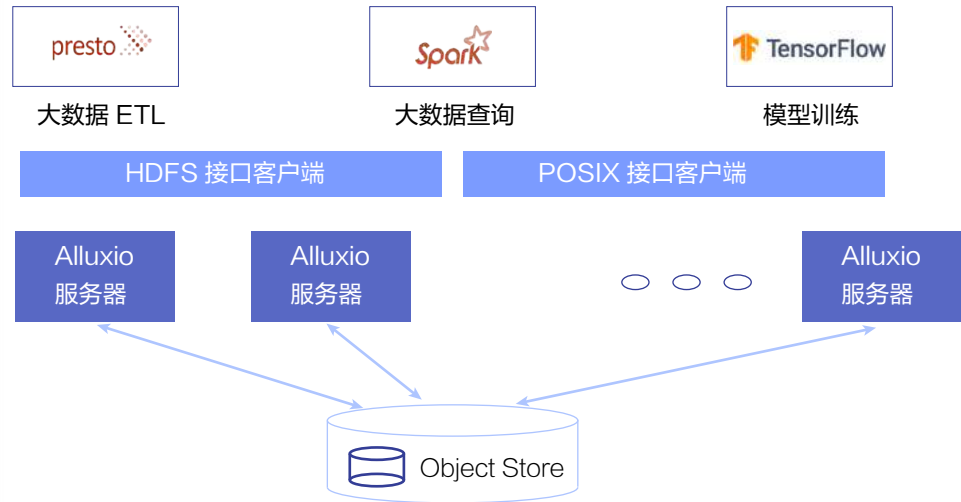 presto
Spark
TensorFlow
大数据 ETL
大数据查询
模型训练
HDFS 接口客户端
POSIX 接口客户端
Alluxio
服务器
Alluxio
服务器
Alluxio
服务器
Object Store